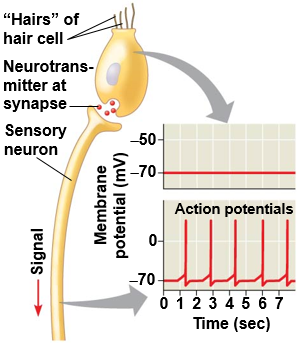 “Hairs” of
hair cell
Neurotrans-
mitter at
synapse
Sensory
neuron
Signal
Membrane
potential (mV)
–50
–70
Action potentials
0
–70
0 1 2 3 4 5 6 7
Time (sec)